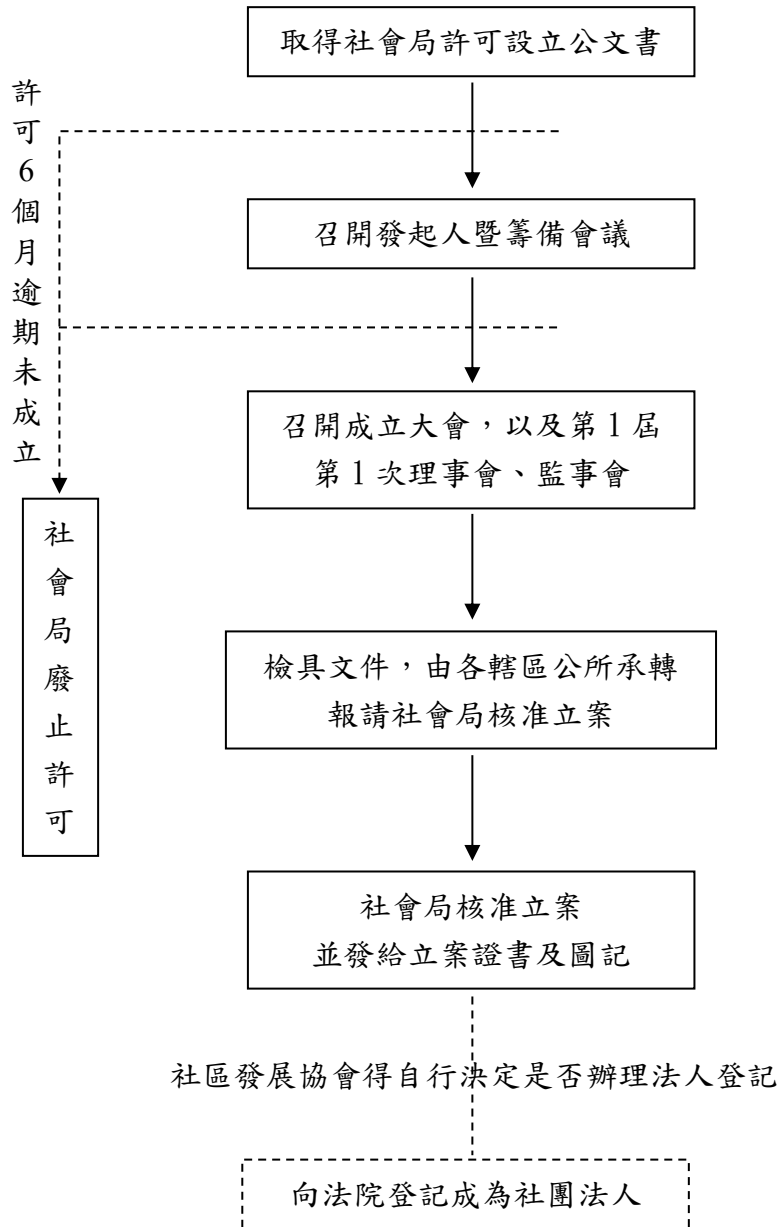 取得社會局許可設立公文書
許可6個月逾期未成立
召開發起人暨籌備會議
召開成立大會，以及第1屆
第1次理事會、監事會
社會局廢止許可
檢具文件，由各轄區公所承轉
報請社會局核准立案
社會局核准立案
並發給立案證書及圖記
社區發展協會得自行決定是否辦理法人登記
向法院登記成為社團法人